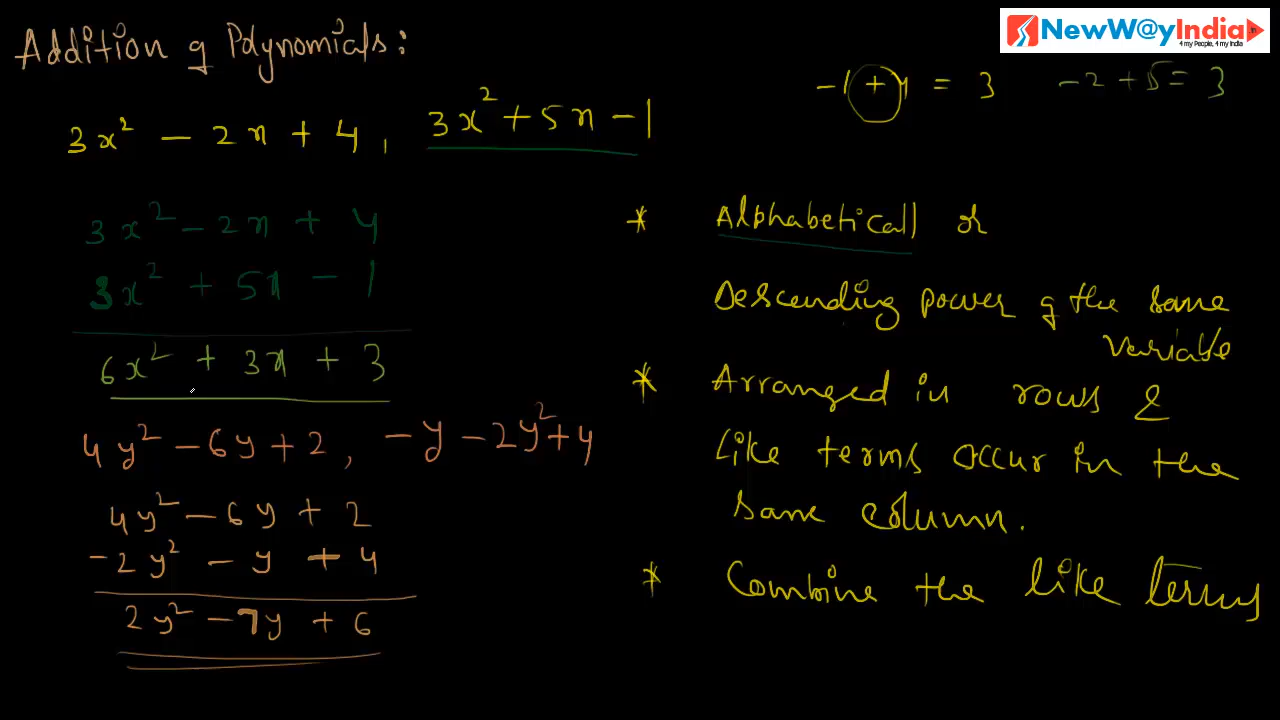 Addition of Polynomials:
NewW@yIndia.in
4 my People, 4 my India
-1 + 4 = 3
-2 + 5 = 3
3x² - 2x + 4, 3x² + 5x - 1
3x² - 2x + 4
3x² + 5x - 1
6x² + 3x + 3
4y² - 6y + 2, -y - 2y² + 4
4y² - 6y + 2
-2y² - y + 4
2y² - 7y + 6
* Alphabetical or
Descending power of the same
variable
* Arranged in rows &
like terms occur in the
same column.
* Combine the like terms